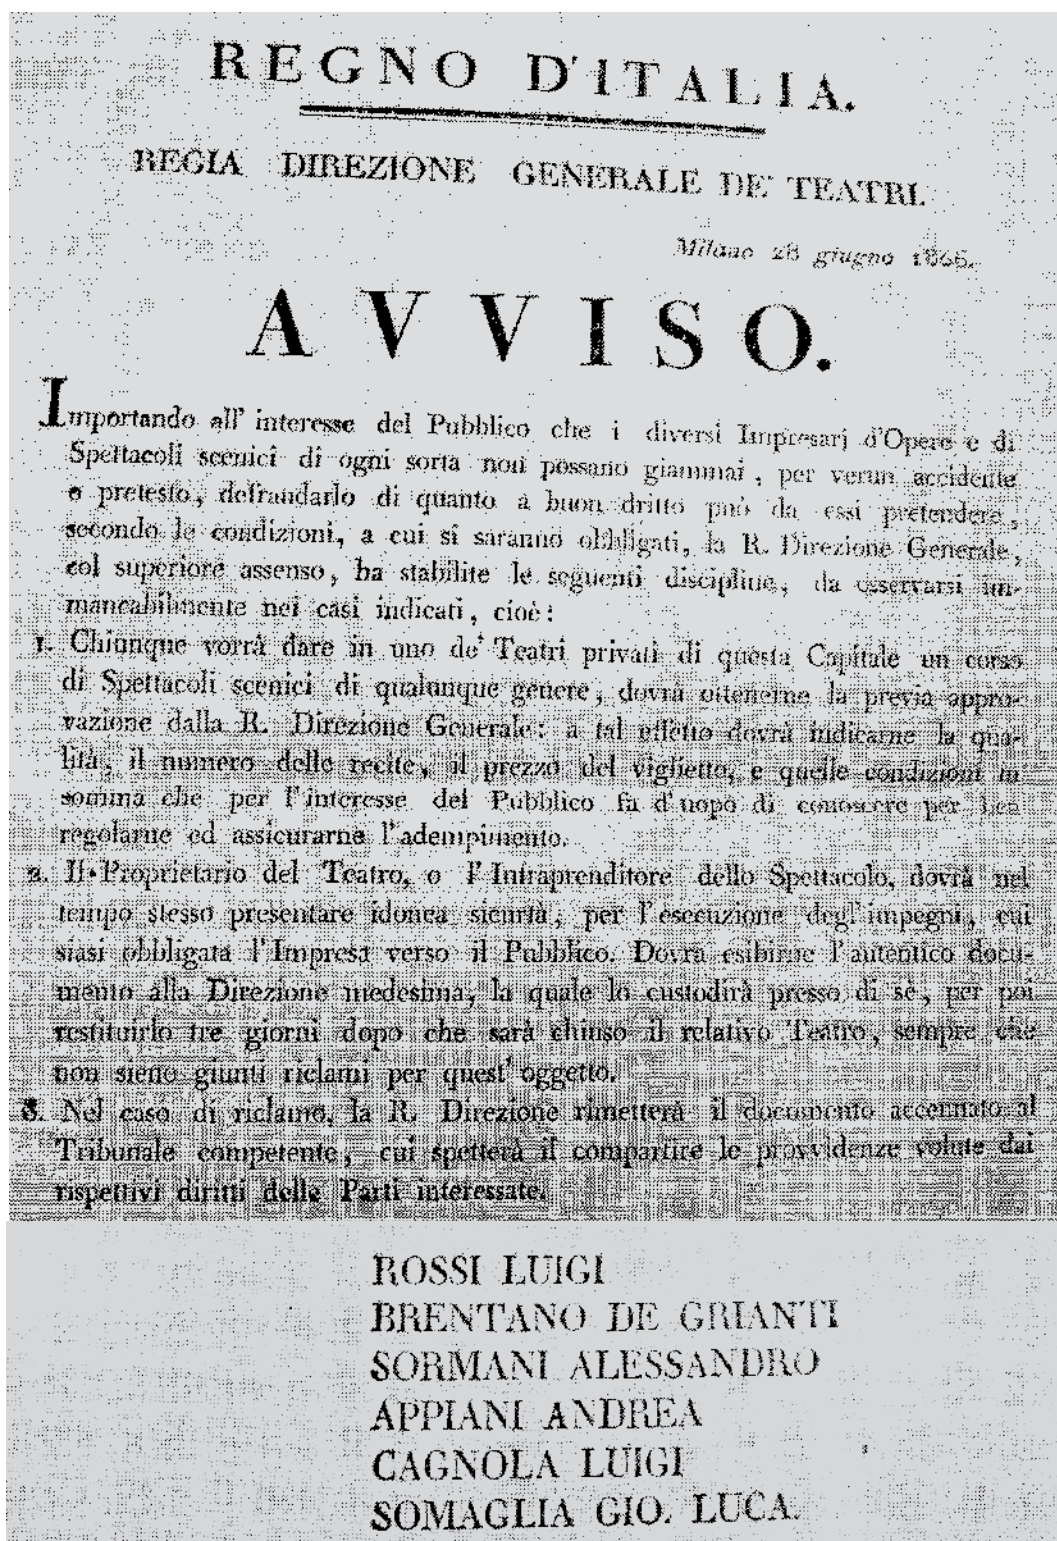 REGNO D'ITALIA.
REGIA DIREZIONE GENERALE DE' TEATRI.
Milano 28 giugno 1806.
AVVISO.
Importando all' interesse del Pubblico che i diversi Impresarj d'Opere e di
Spettacoli scenici di ogni sorta non possano giammai, per verun accidente
o pretesto, defraudarlo di quanto a buon dritto può da essi pretendere,
secondo le condizioni, a cui si saranno obbligati, la R. Direzione Generale,
col superiore assenso, ha stabilite le seguenti discipline, da osservarsi im-
mancabilmente nei casi indicati, cioè:
1. Chiunque vorrà dare in uno de' Teatri privati di questa Capitale un corso
di Spettacoli scenici di qualunque genere, dovrà ottenerne la previa appro-
vazione dalla R. Direzione Generale: a tal effetto dovrà indicarne la qua-
lità, il numero delle recite, il prezzo del viglietto, e quelle condizioni in
somma che per l'interesse del Pubblico fa d'uopo di conoscere per ben
regolarne ed assicurarne l'adempimento.
2. Il Proprietario del Teatro, o l'Intraprenditore dello Spettacolo, dovrà nel
tempo stesso presentare idonea sicurtà, per l'esecuzione degl'impegni, cui
siasi obbligata l'Impresa verso il Pubblico. Dovrà esibirne l'autentico docu-
mento alla Direzione medesima, la quale lo custodirà presso di sè, per poi
restituirlo tre giorni dopo che sarà chiuso il relativo Teatro, sempre che
non sieno giunti riclami per quest' oggetto.
3. Nel caso di riclamo, la R. Direzione rimetterà il documento accennato al
Tribunale competente, cui spetterà il compartire le provvidenze volute dai
rispettivi diritti delle Parti interessate.
ROSSI LUIGI
BRENTANO DE GRIANTI
SORMANI ALESSANDRO
APPIANI ANDREA
CAGNOLA LUIGI
SOMAGLIA GIO. LUCA.